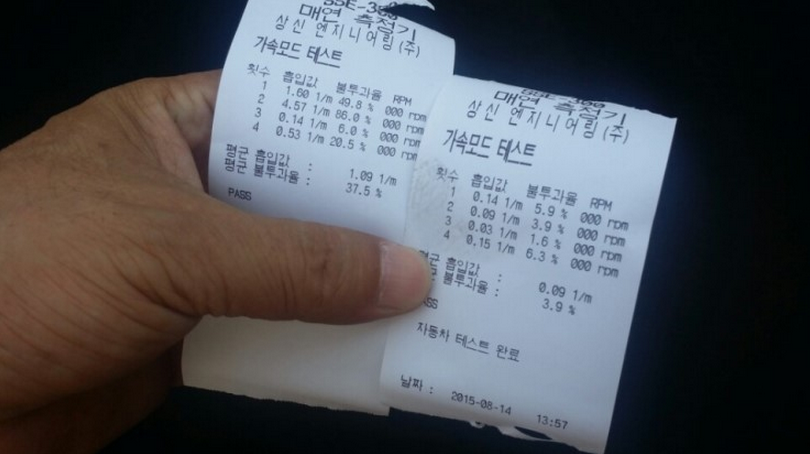 SSE-300
매연 측정기
상신 엔지니어링(주)
가속모드 테스트
횟수 흡입값 불투과율 RPM
1 1.60 1/m 49.8 % 000 rpm
2 4.57 1/m 86.0 % 000 rpm
3 0.14 1/m 6.0 % 000 rpm
4 0.53 1/m 20.5 % 000 rpm
평균 흡입값 : 1.09 1/m
평균 불투과율 : 37.5 %
PASS
SSE-300
매연 측정기
상신 엔지니어링(주)
가속모드 테스트
횟수 흡입값 불투과율 RPM
1 0.14 1/m 5.9 % 000 rpm
2 0.09 1/m 3.9 % 000 rpm
3 0.03 1/m 1.6 % 000 rpm
4 0.15 1/m 6.3 % 000 rpm
흡입값 : 0.09 1/m
불투과율 : 3.9 %
ASS
자동차 테스트 완료
날짜 : 2015-08-14 13:57